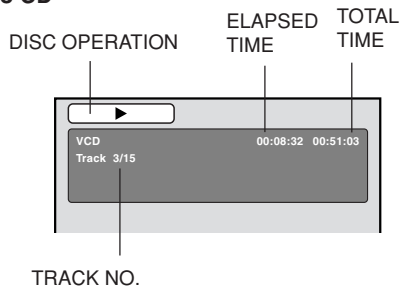 DISC OPERATION
ELAPSED TIME
TOTAL TIME
VCD 00:08:32 00:51:03
Track 3/15
TRACK NO.